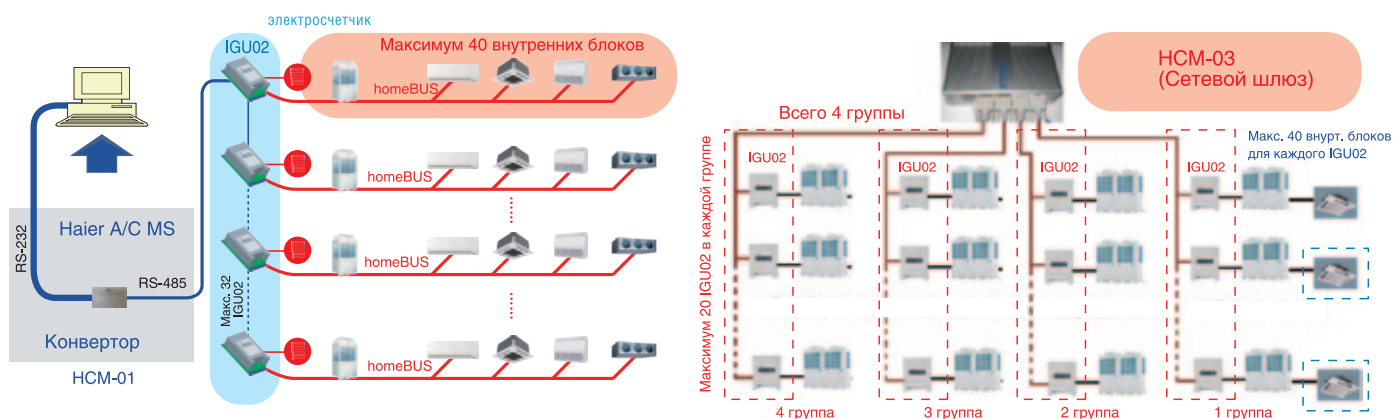 электросчетчик
IGU02
Максимум 40 внутренних блоков
homeBUS
homeBUS
homeBUS
homeBUS
RS-232
Haier A/C MS
RS-485
Макс. 32
IGU02
Конвертор
HCM-01
HCM-03
(Сетевой шлюз)
Всего 4 группы
Макс. 40 внурт. блоков
для каждого IGU02
IGU02
IGU02
IGU02
IGU02
Максимум 20 IGU02 в каждой группе
4 группа
3 группа
2 группа
1 группа